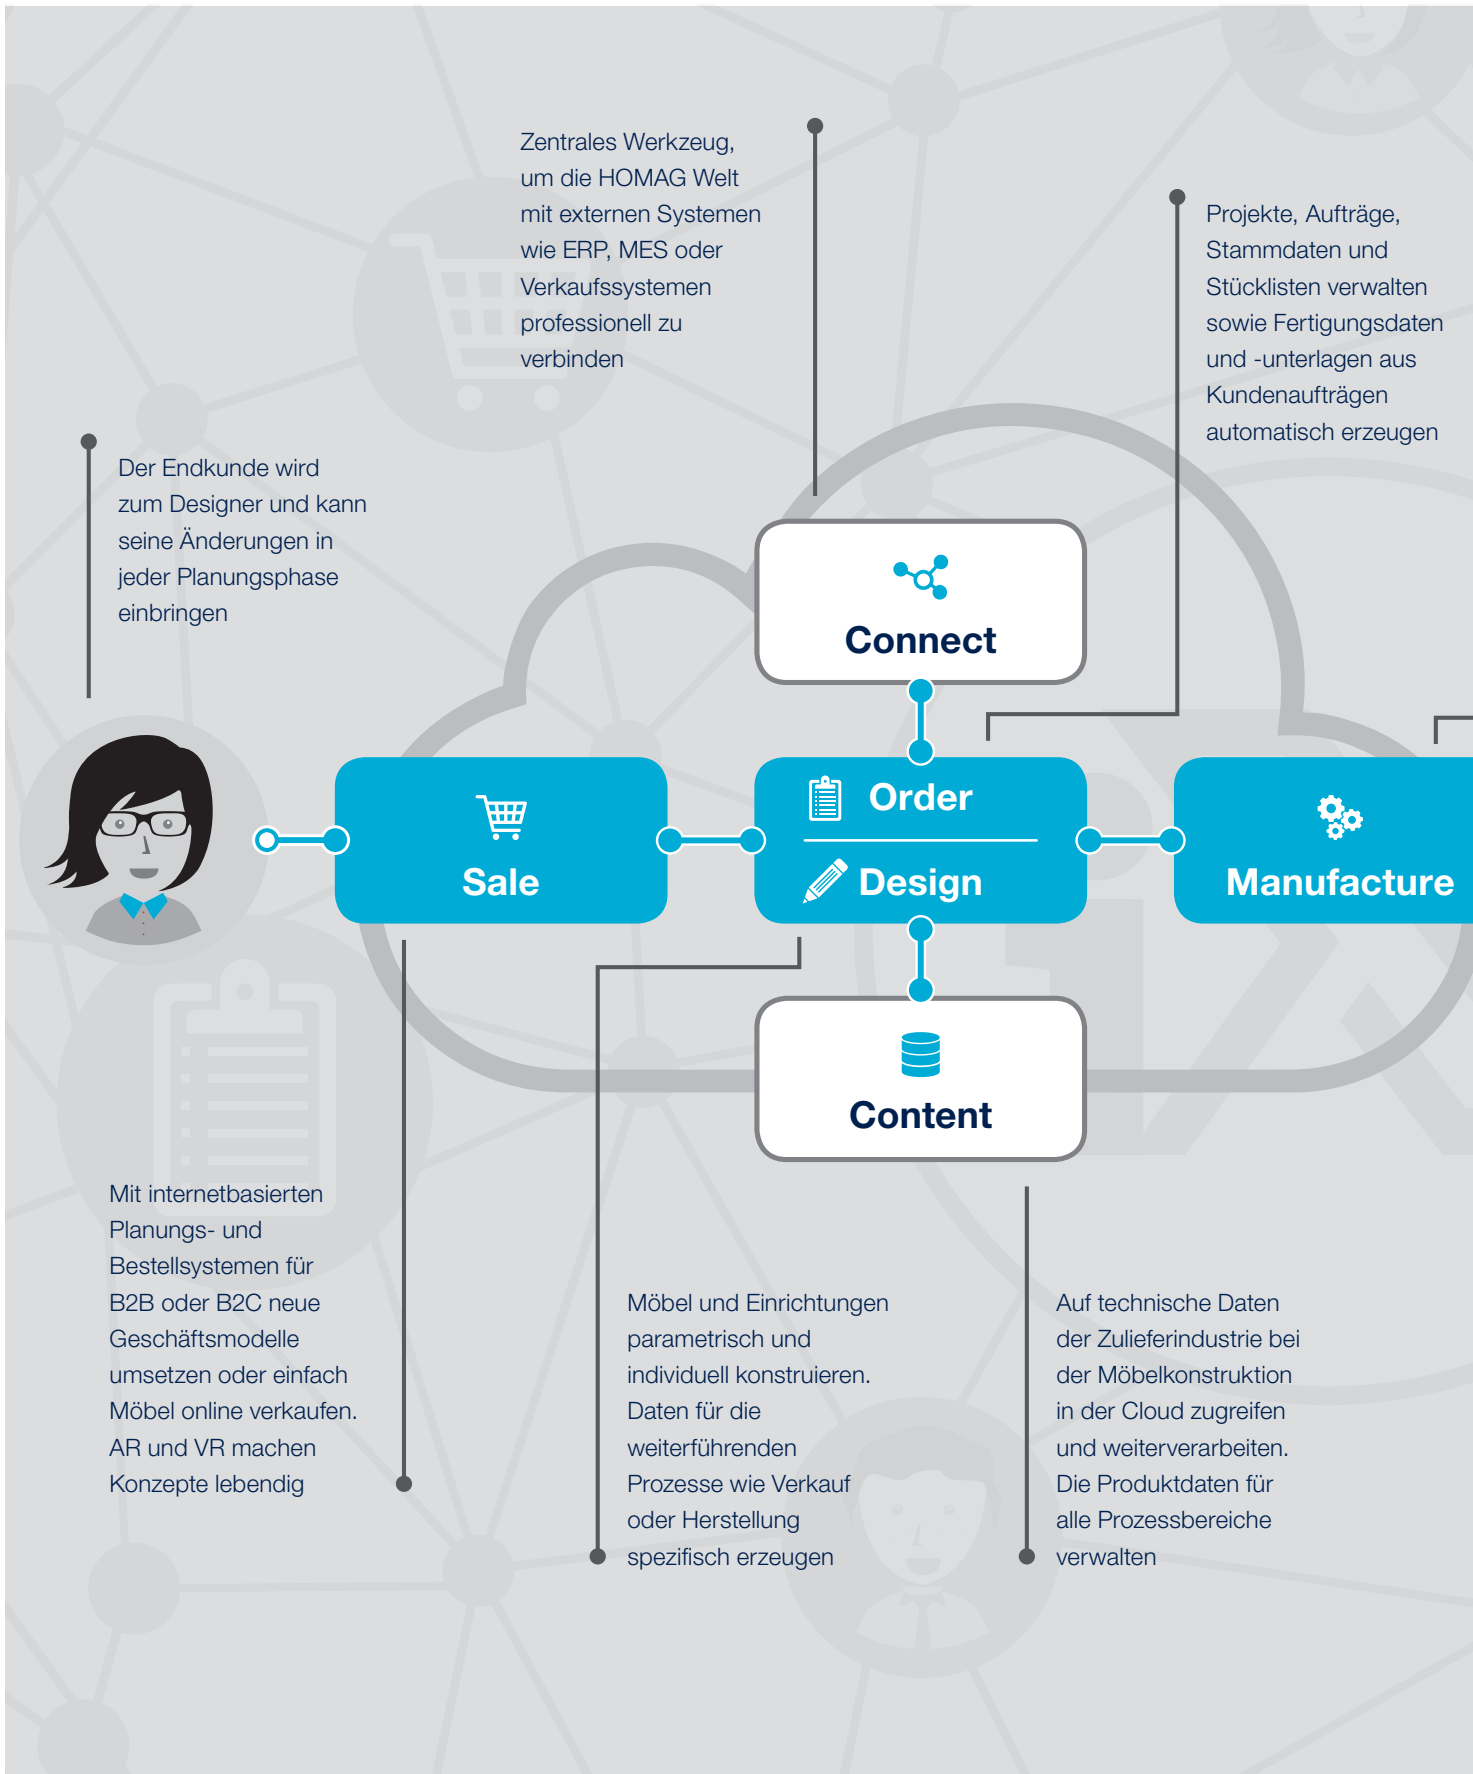 Zentrales Werkzeug,
um die HOMAG Welt
mit externen Systemen
wie ERP, MES oder
Verkaufssystemen
professionell zu
verbinden
Projekte, Aufträge,
Stammdaten und
Stücklisten verwalten
sowie Fertigungsdaten
und -unterlagen aus
Kundenaufträgen
automatisch erzeugen
Der Endkunde wird
zum Designer und kann
seine Änderungen in
jeder Planungsphase
einbringen
Connect
Sale
Order
Design
Manufacture
Content
Mit internetbasierten
Planungs- und
Bestellsystemen für
B2B oder B2C neue
Geschäftsmodelle
umsetzen oder einfach
Möbel online verkaufen.
AR und VR machen
Konzepte lebendig
Möbel und Einrichtungen
parametrisch und
individuell konstruieren.
Daten für die
weiterführenden
Prozesse wie Verkauf
oder Herstellung
spezifisch erzeugen
Auf technische Daten
der Zulieferindustrie bei
der Möbelkonstruktion
in der Cloud zugreifen
und weiterverarbeiten.
Die Produktdaten für
alle Prozessbereiche
verwalten